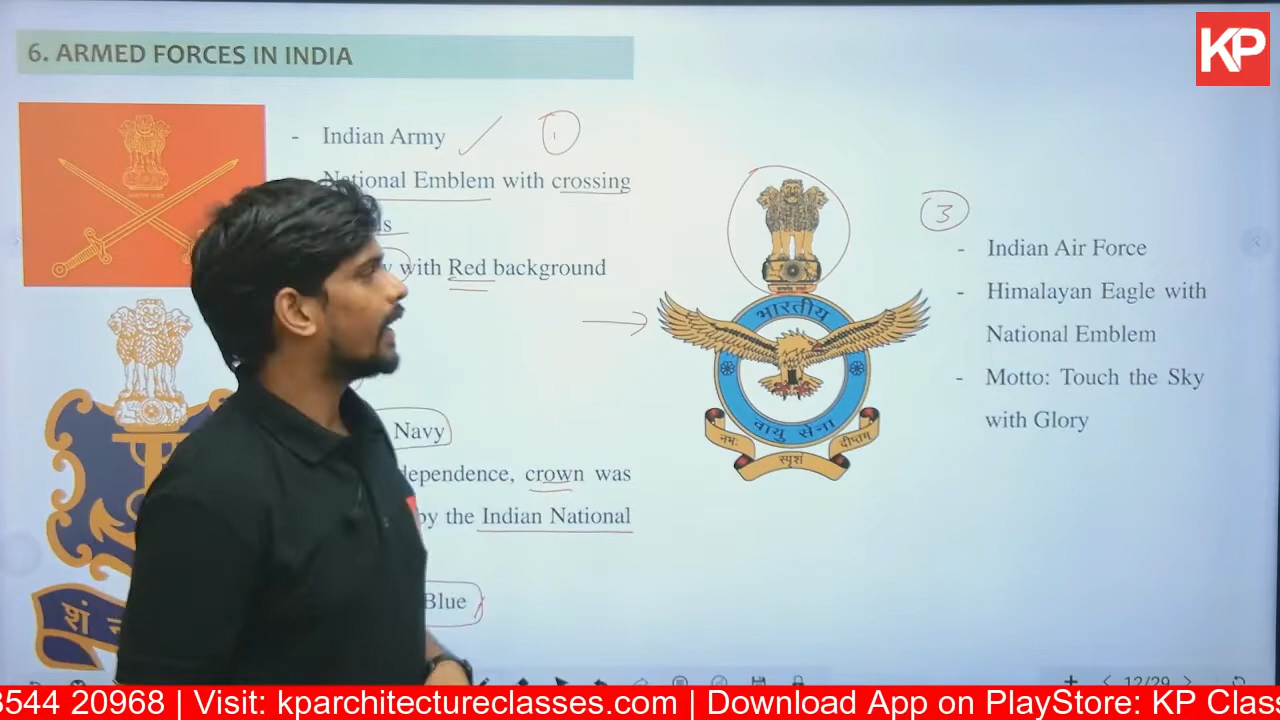 KP
6. ARMED FORCES IN INDIA
- Indian Army
1
National Emblem with crossing
with Red background
Navy
crown was
by the Indian National
Blue
शं
भारतीय
वायु सेना
नभः
स्पृशं
दीप्तम्
3
- Indian Air Force
- Himalayan Eagle with
National Emblem
- Motto: Touch the Sky
with Glory
12/29
3544 20968 | Visit: kparchitectureclasses.com | Download App on PlayStore: KP Class